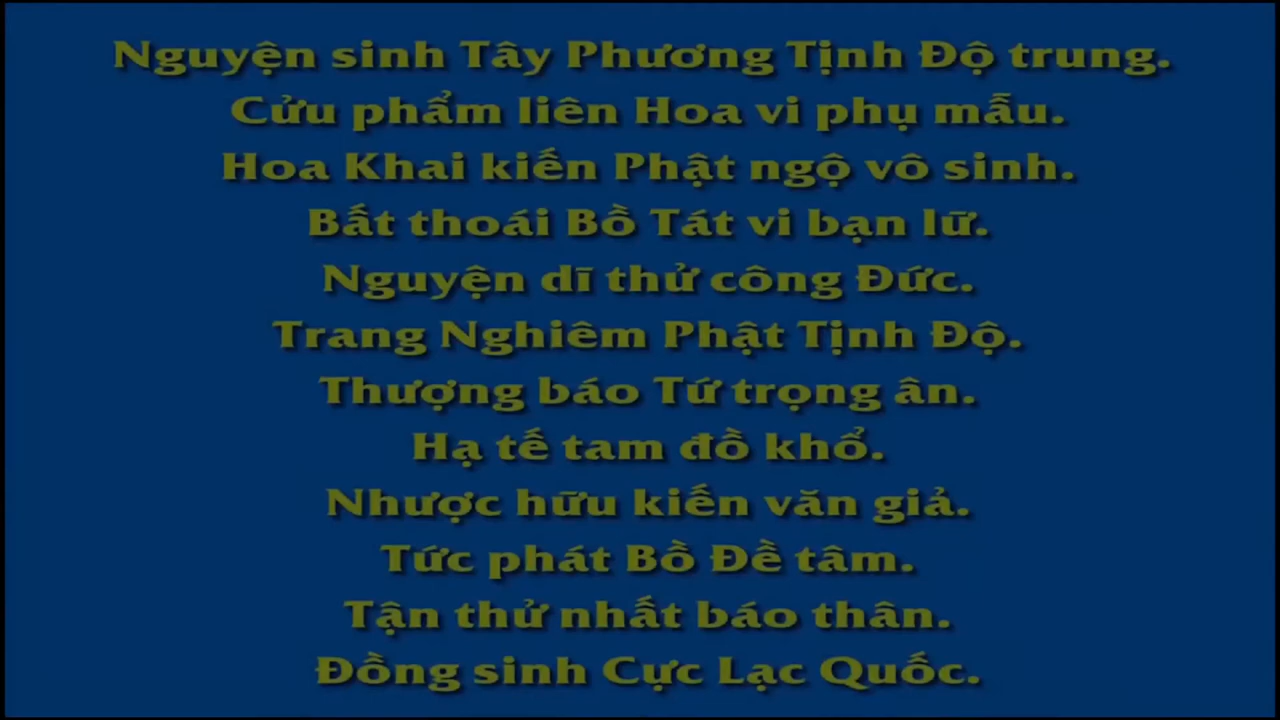 Nguyện sinh Tây Phương Tịnh Độ trung.
Cửu phẩm liên Hoa vi phụ mẫu.
Hoa Khai kiến Phật ngộ vô sinh.
Bất thoái Bồ Tát vi bạn lữ.
Nguyện dĩ thử công Đức.
Trang Nghiêm Phật Tịnh Độ.
Thượng báo Tứ trọng ân.
Hạ tế tam đồ khổ.
Nhược hữu kiến văn giả.
Tức phát Bồ Đề tâm.
Tận thử nhất báo thân.
Đồng sinh Cực Lạc Quốc.